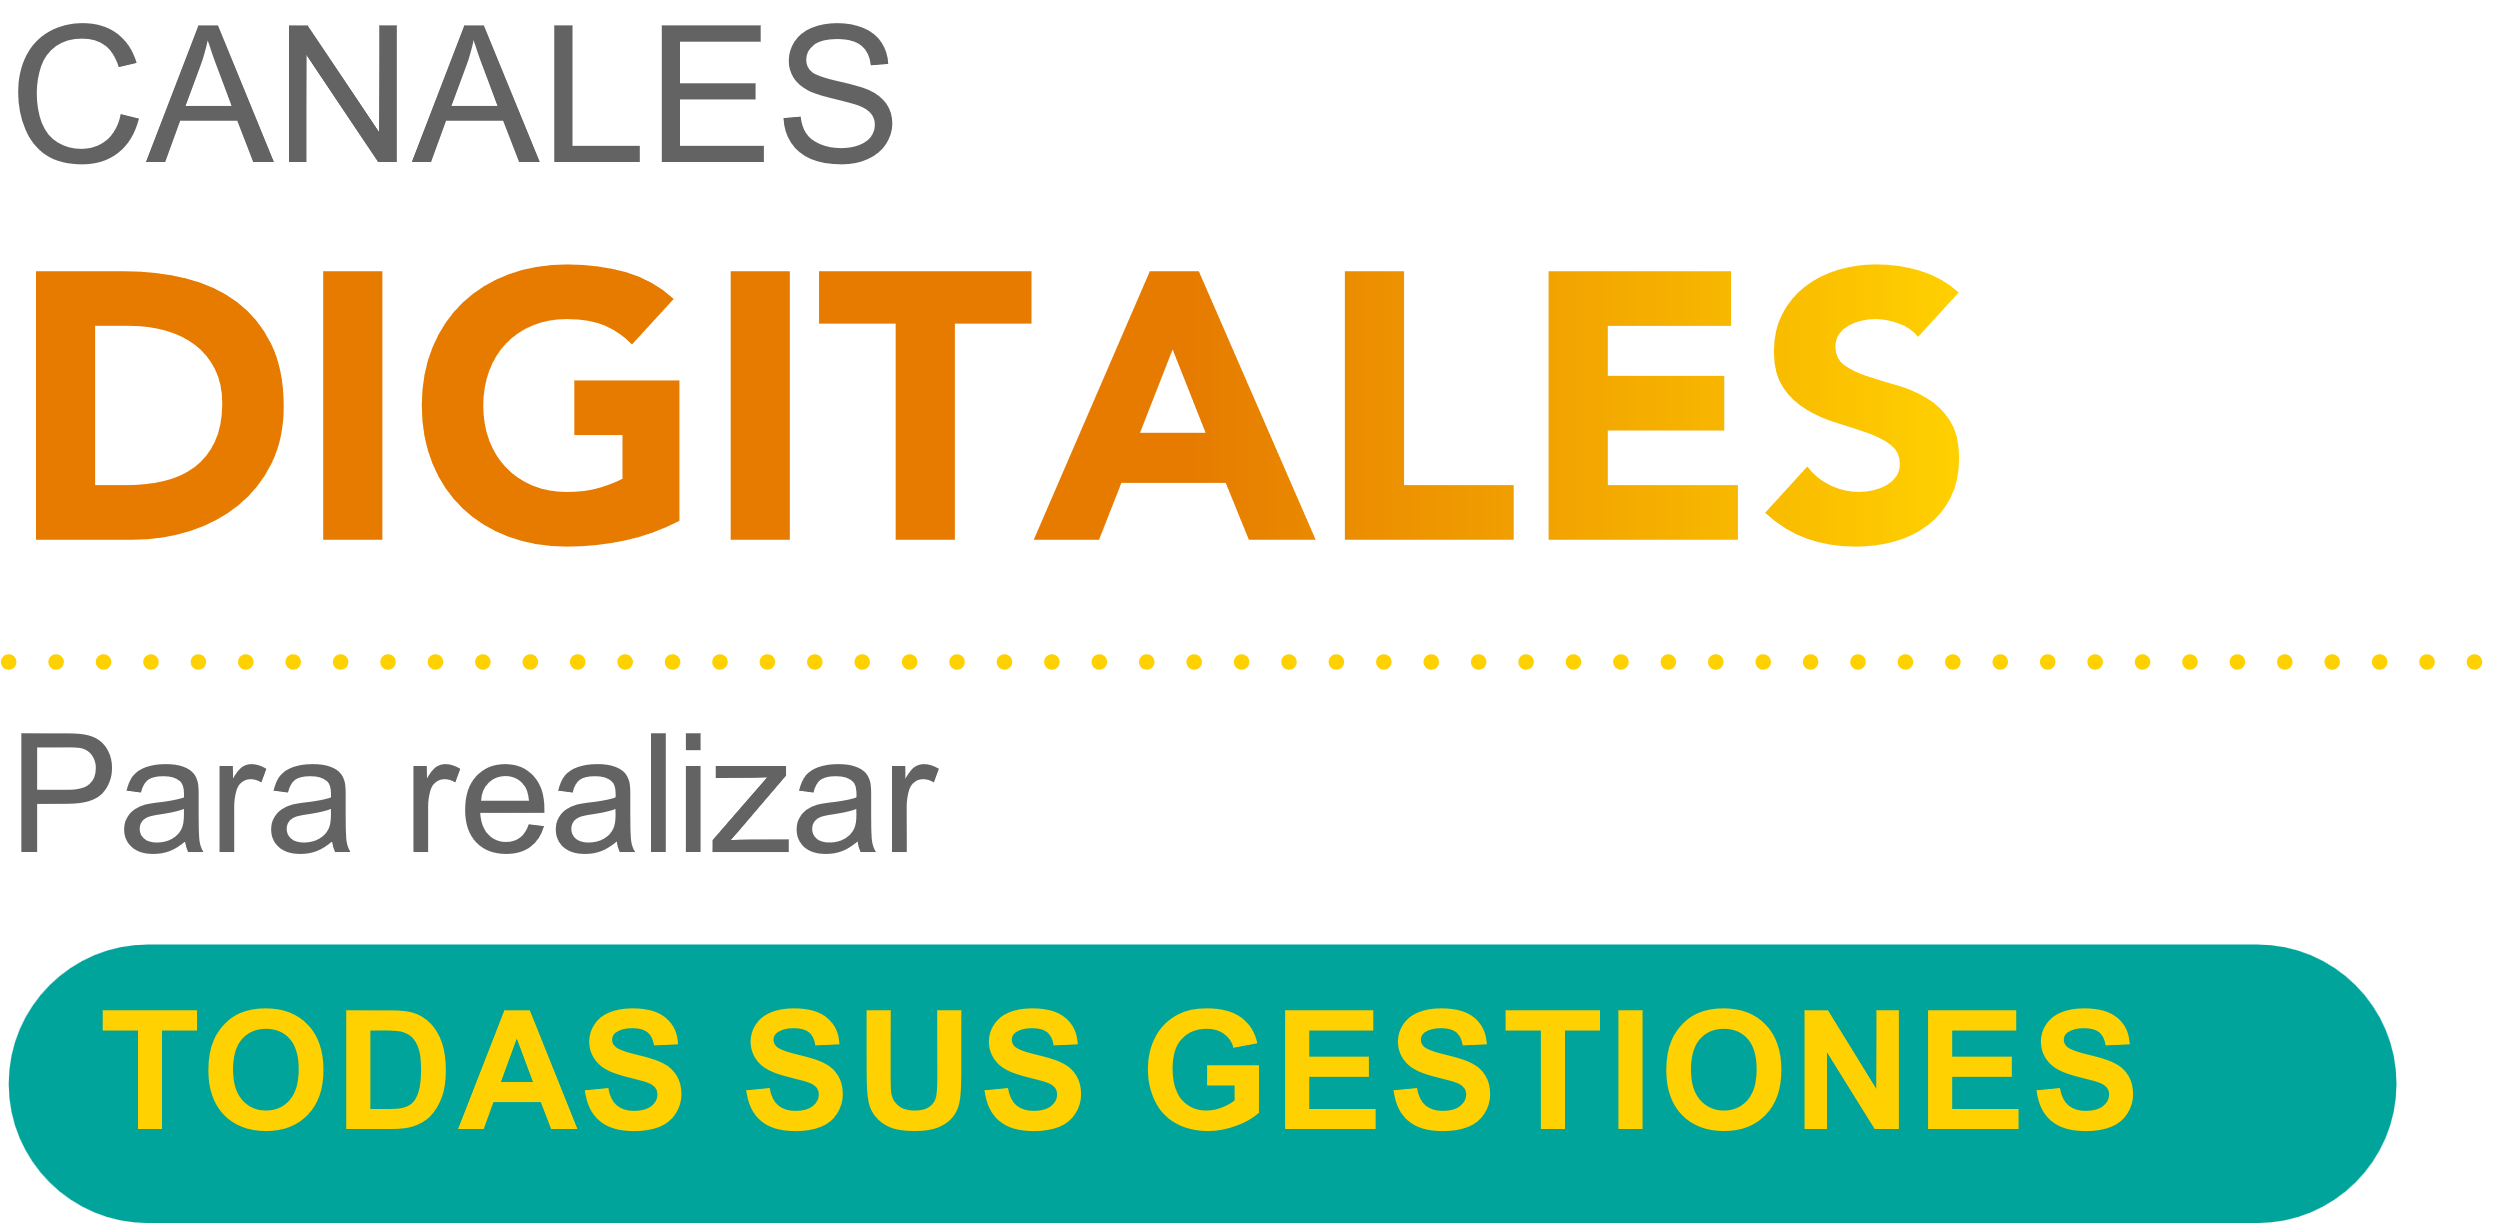 CANALES
DIGITALES
Para realizar
TODAS SUS GESTIONES